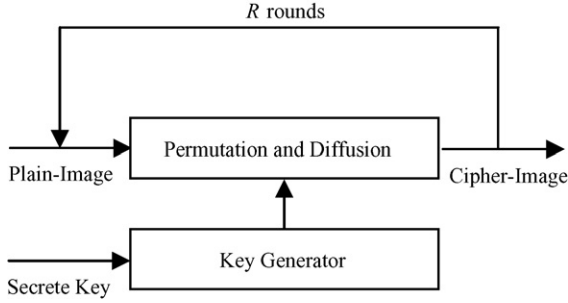 R rounds
Permutation and Diffusion
Plain-Image
Cipher-Image
Key Generator
Secrete Key